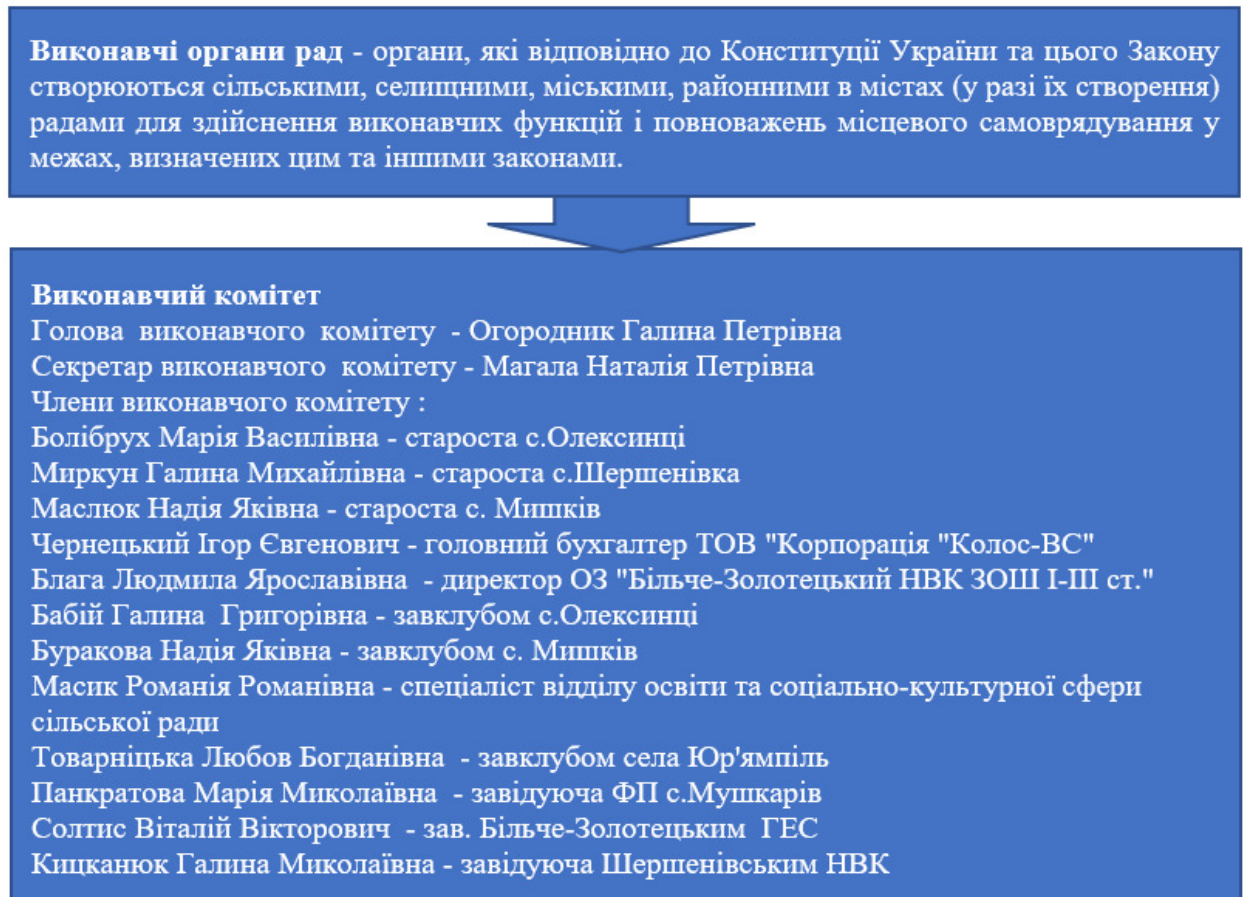 Виконавчі органи рад - органи, які відповідно до Конституції України та цього Закону
створюються сільськими, селищними, міськими, районними в містах (у разі їх створення)
радами для здійснення виконавчих функцій і повноважень місцевого самоврядування у
межах, визначених цим та іншими законами.
Виконавчий комітет
Голова виконавчого комітету - Огородник Галина Петрівна
Секретар виконавчого комітету - Магала Наталія Петрівна
Члени виконавчого комітету :
Болібрух Марія Василівна - староста с.Олексинці
Миркун Галина Михайлівна - староста с.Шершенівка
Маслюк Надія Яківна - староста с. Мишків
Чернецький Ігор Євгенович - головний бухгалтер ТОВ "Корпорація "Колос-ВС"
Блага Людмила Ярославівна - директор ОЗ "Більче-Золотецький НВК ЗОШ І-ІІІ ст."
Бабій Галина Григорівна - завклубом с.Олексинці
Буракова Надія Яківна - завклубом с. Мишків
Масик Романія Романівна - спеціаліст відділу освіти та соціально-культурної сфери
сільської ради
Товарніцька Любов Богданівна - завклубом села Юр'ямпіль
Панкратова Марія Миколаївна - завідуюча ФП с.Мушкарів
Солтис Віталій Вікторович - зав. Більче-Золотецьким ГЕС
Кицканюк Галина Миколаївна - завідуюча Шершенівським НВК